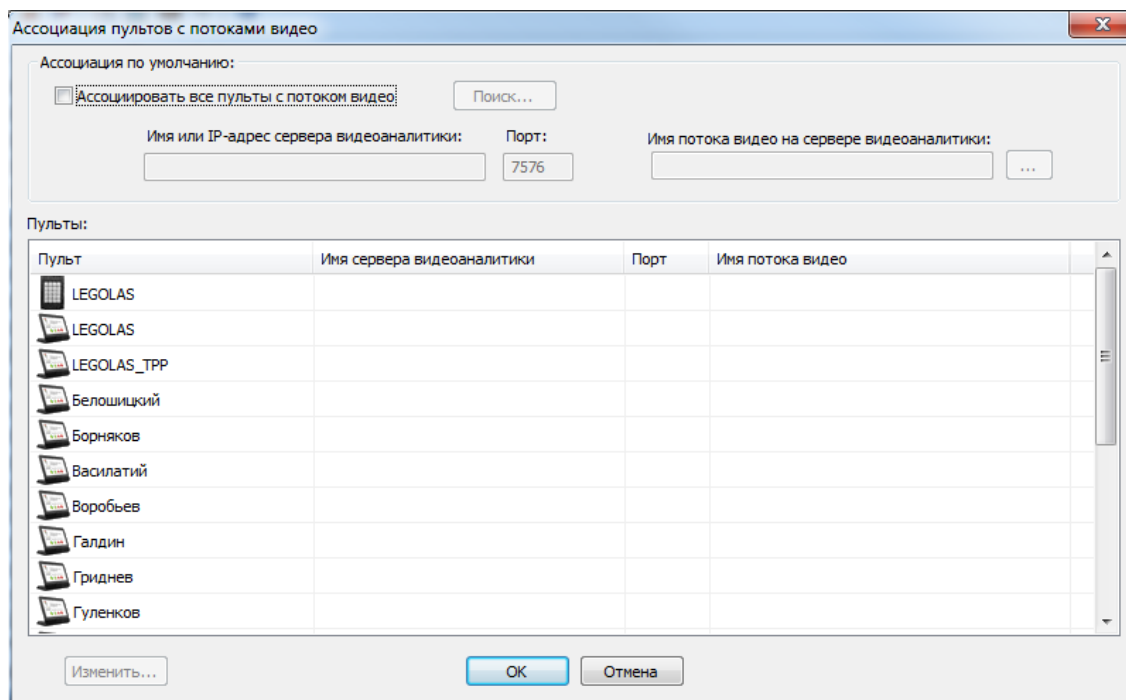 Ассоциация пультов с потоками видео
Ассоциация по умолчанию:
Ассоциировать все пульты с потоком видео Поиск...
Имя или IP-адрес сервера видеоаналитики: Порт: Имя потока видео на сервере видеоаналитики:
7576 ...
Пульты:
Пульт Имя сервера видеоаналитики Порт Имя потока видео
LEGOLAS
LEGOLAS
LEGOLAS_TPP
Белошицкий
Борняков
Василатий
Воробьев
Галдин
Гриднев
Гуленков
Изменить... OK Отмена